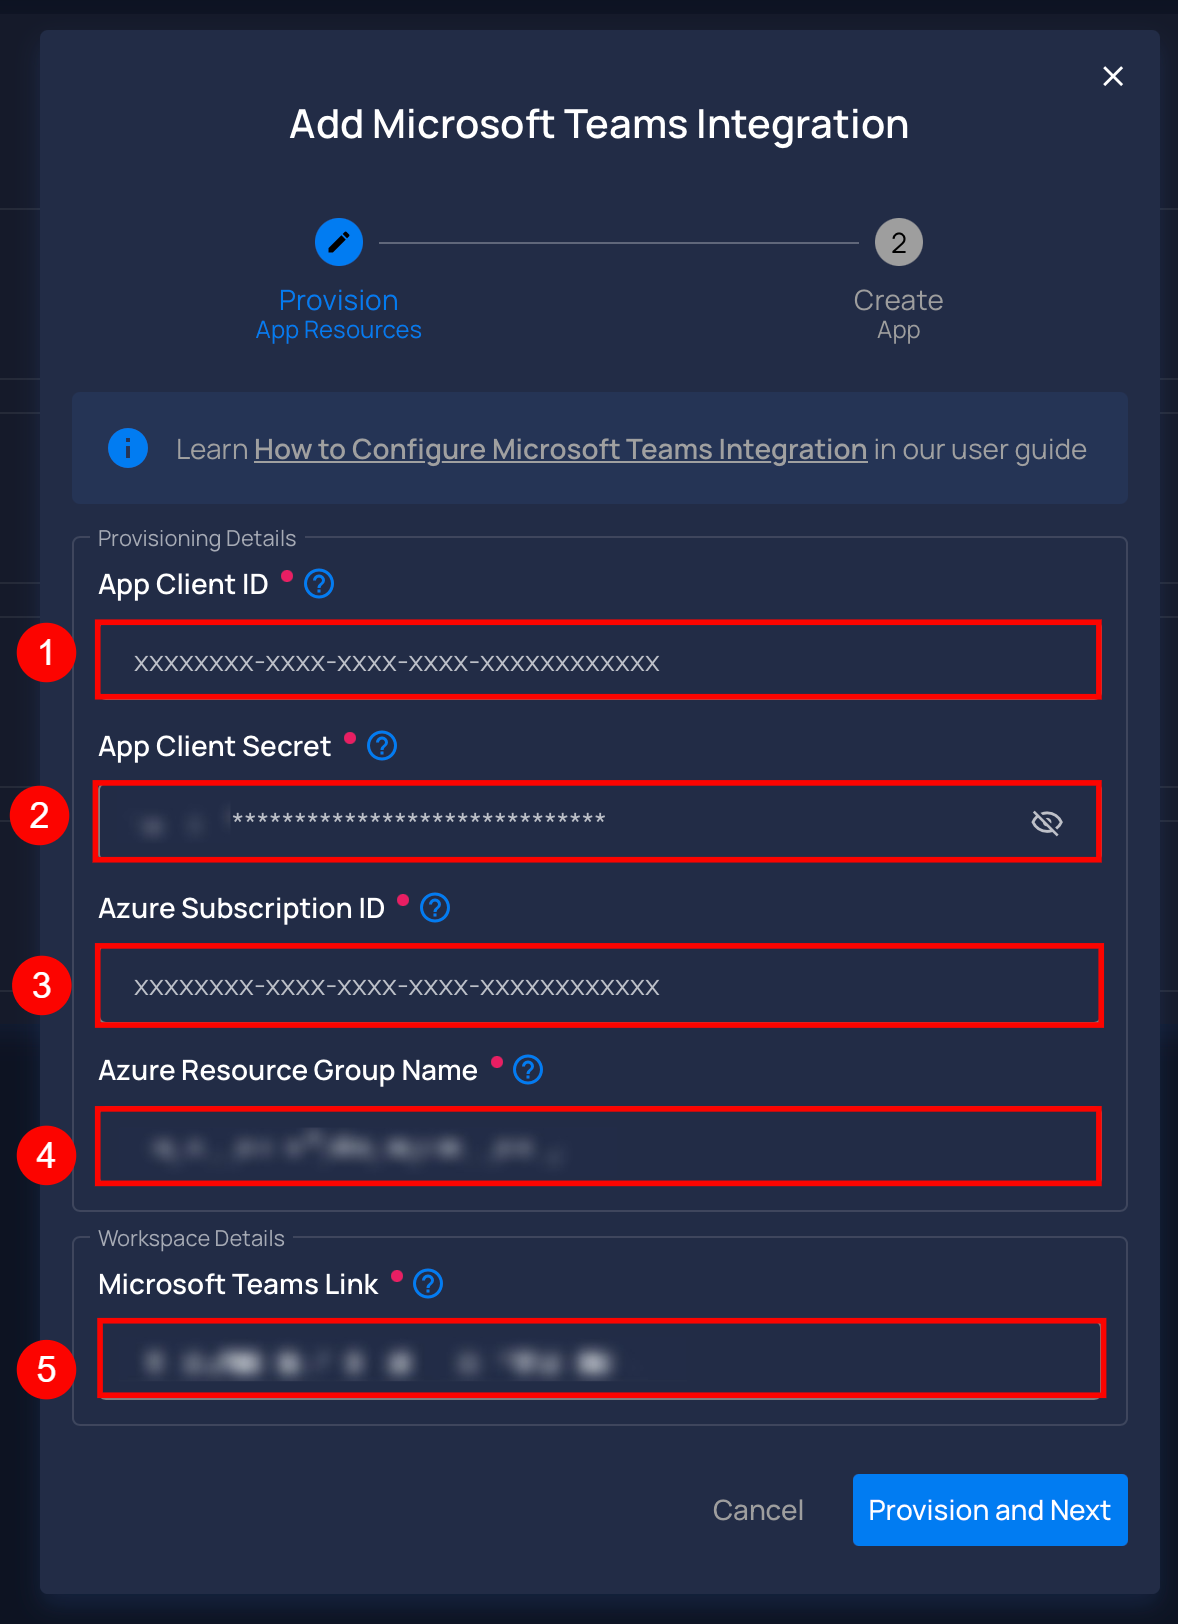 Add Microsoft Teams Integration
2
Provision
App Resources
Create
App
Learn How to Configure Microsoft Teams Integration in our user guide
Provisioning Details
App Client ID
1
xxxxxxxx-xxxx-xxxx-xxxx-xxxxxxxxxxxx
App Client Secret
2
******************************
Azure Subscription ID
3
xxxxxxxx-xxxx-xxxx-xxxx-xxxxxxxxxxxx
Azure Resource Group Name
4
Workspace Details
Microsoft Teams Link
5
Cancel
Provision and Next